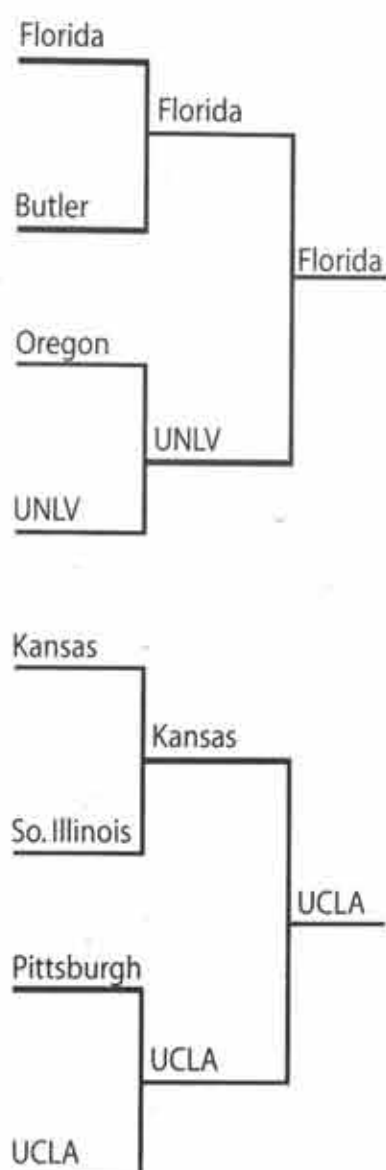 Florida
Florida
Butler
Florida
Oregon
UNLV
UNLV
Kansas
Kansas
So. Illinois
UCLA
Pittsburgh
UCLA
UCLA